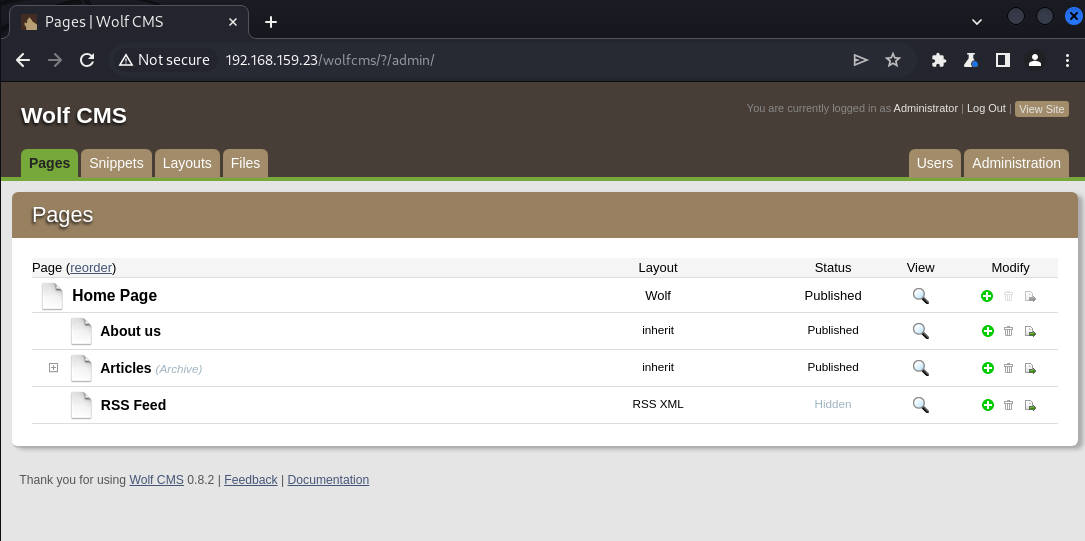 Pages | Wolf CMS
Not secure 192.168.159.23/wolfcms/?/admin/
Wolf CMS
You are currently logged in as Administrator | Log Out | View Site
Pages Snippets Layouts Files Users Administration
Pages
Page (reorder) Layout Status View Modify
Home Page Wolf Published
About us inherit Published
Articles (Archive) inherit Published
RSS Feed RSS XML Hidden
Thank you for using Wolf CMS 0.8.2 | Feedback | Documentation